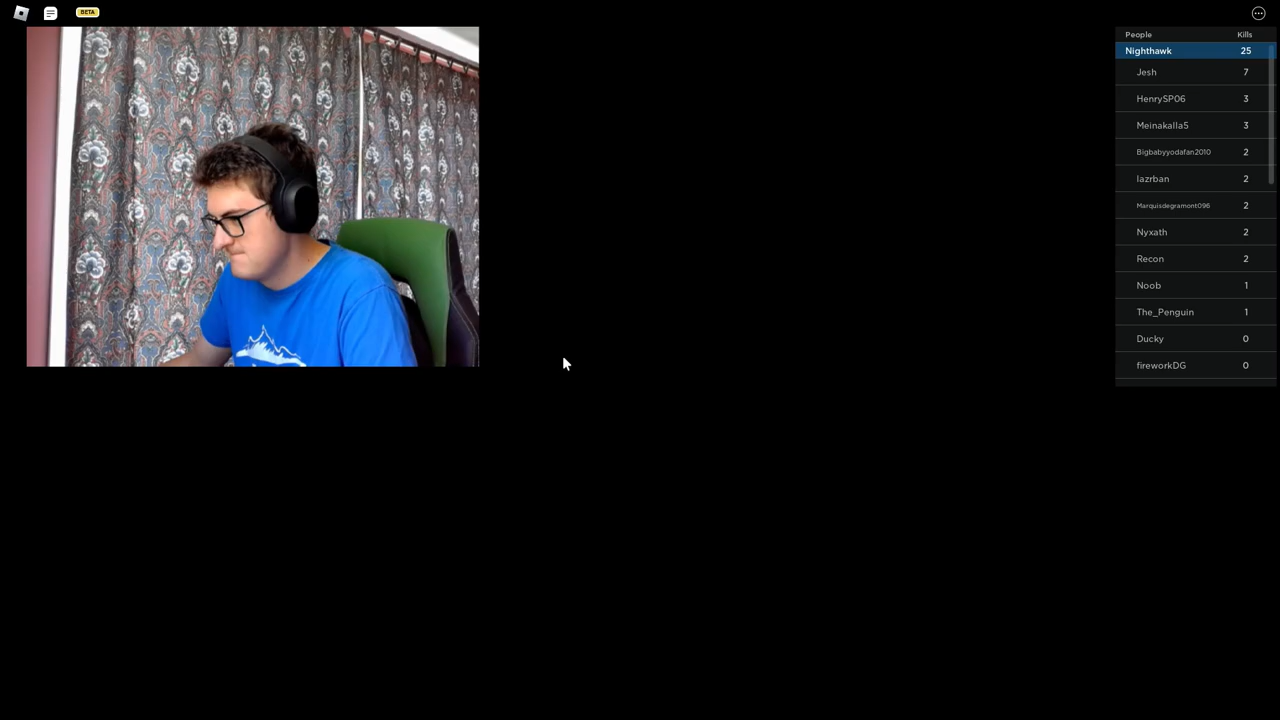 BETA
People Kills
Nighthawk 25
Jesh 7
HenrySP06 3
Meinakalla5 3
Bigbabyyodafan2010 2
lazrban 2
Marquisdegramont096 2
Nyxath 2
Recon 2
Noob 1
The_Penguin 1
Ducky 0
fireworkDG 0